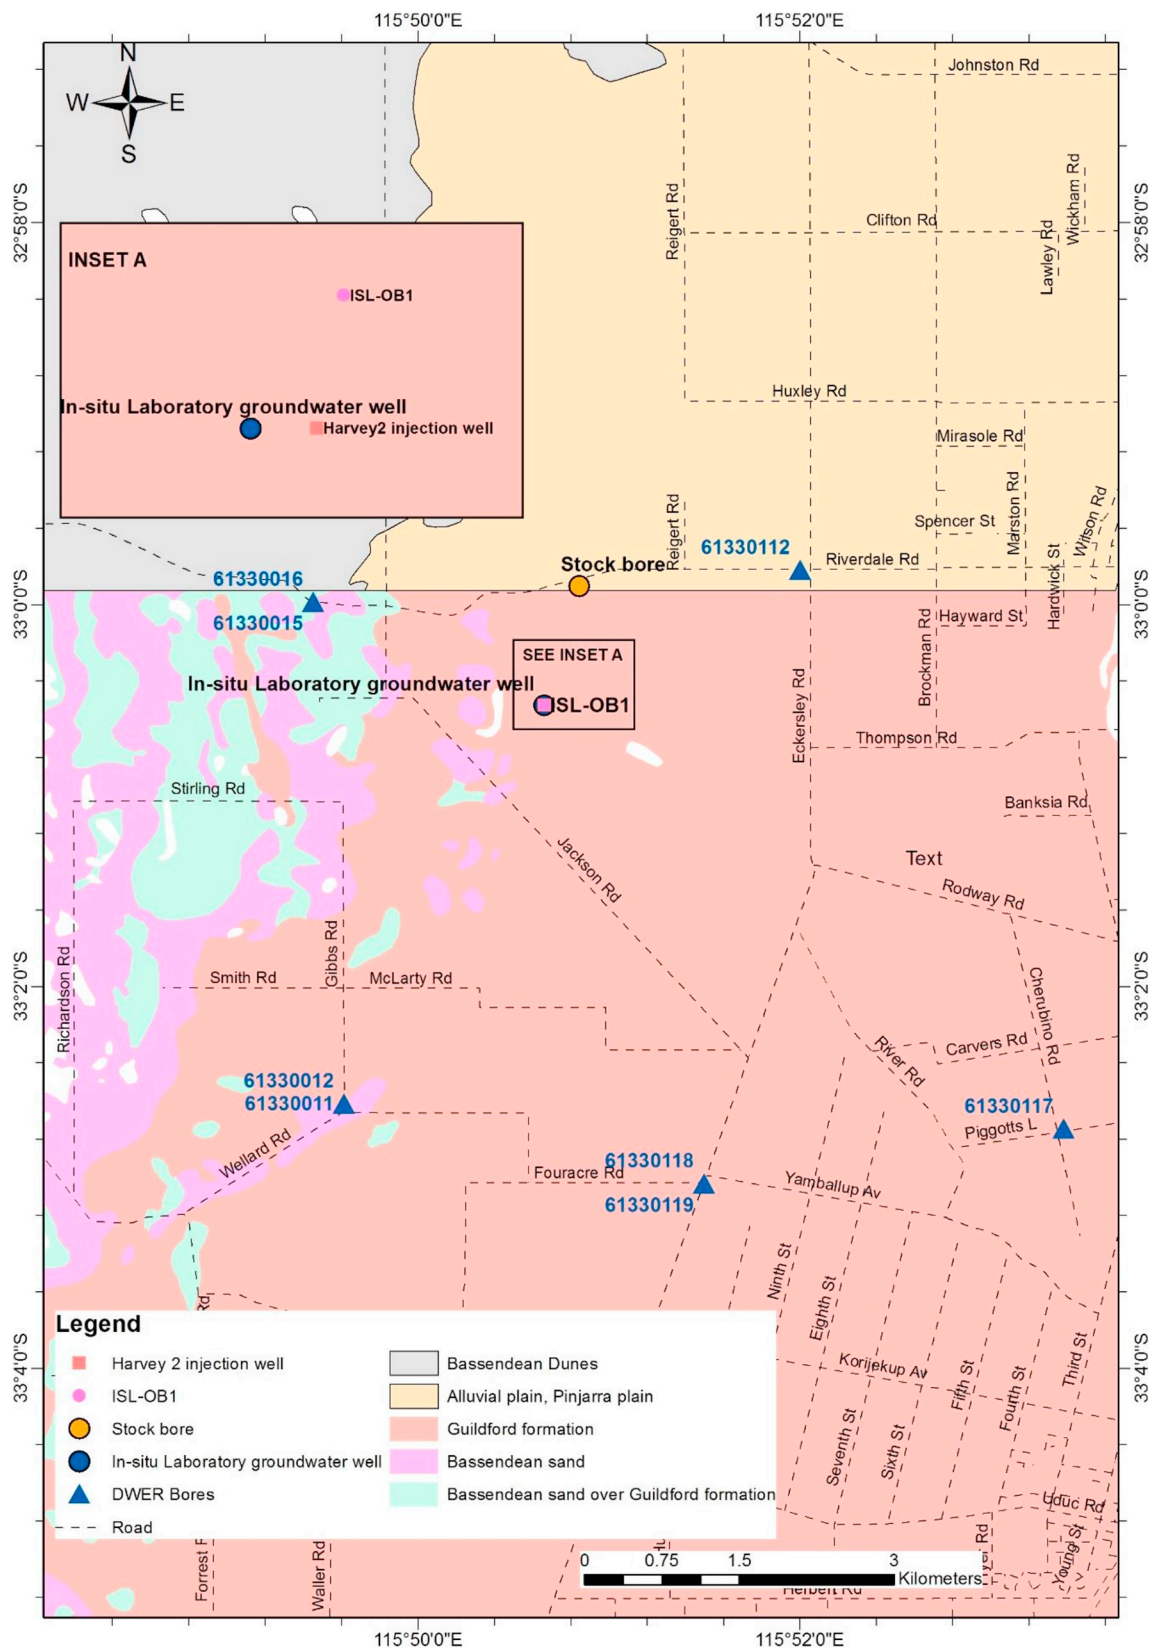 115°50'0"E
115°52'0"E
N
W
E
S
Johnston Rd
Wickham Rd
32°58'0"S
32°58'0"S
Reigert Rd
Clifton Rd
Lawley Rd
INSET A
ISL-OB1
In-situ Laboratory groundwater well
Harvey2 injection well
Huxley Rd
Mirasole Rd
Reigert Rd
Spencer St
Marston Rd
Wilson Rd
61330112
Riverdale Rd
Stock bore
Hardwick St
61330016
61330015
33°0'0"S
33°0'0"S
Hayward St
Brockman Rd
SEE INSET A
In-situ Laboratory groundwater well
ISL-OB1
Eckersley Rd
Thompson Rd
Stirling Rd
Banksia Rd
Jackson Rd
Text
Rodway Rd
Richardson Rd
Gibbs Rd
Smith Rd
McLarty Rd
33°2'0"S
33°2'0"S
Cherubino Rd
River Rd
Carvers Rd
61330012
61330011
61330117
Piggotts L
Wellard Rd
61330118
Fouracre Rd
61330119
Yamballup Av
Ninth St
Eighth St
Rd
Legend
Harvey 2 injection well
ISL-OB1
Stock bore
In-situ Laboratory groundwater well
DWER Bores
Road
Bassendean Dunes
Alluvial plain, Pinjarra plain
Guildford formation
Bassendean sand
Bassendean sand over Guildford formation
33°4'0"S
33°4'0"S
Korijekup Av
Third St
Fifth St
Fourth St
Seventh St
Sixth St
Uduc Rd
Young St
Forrest R
Waller Rd
0
0.75
1.5
3
Kilometers
Herbert Rd
115°50'0"E
115°52'0"E